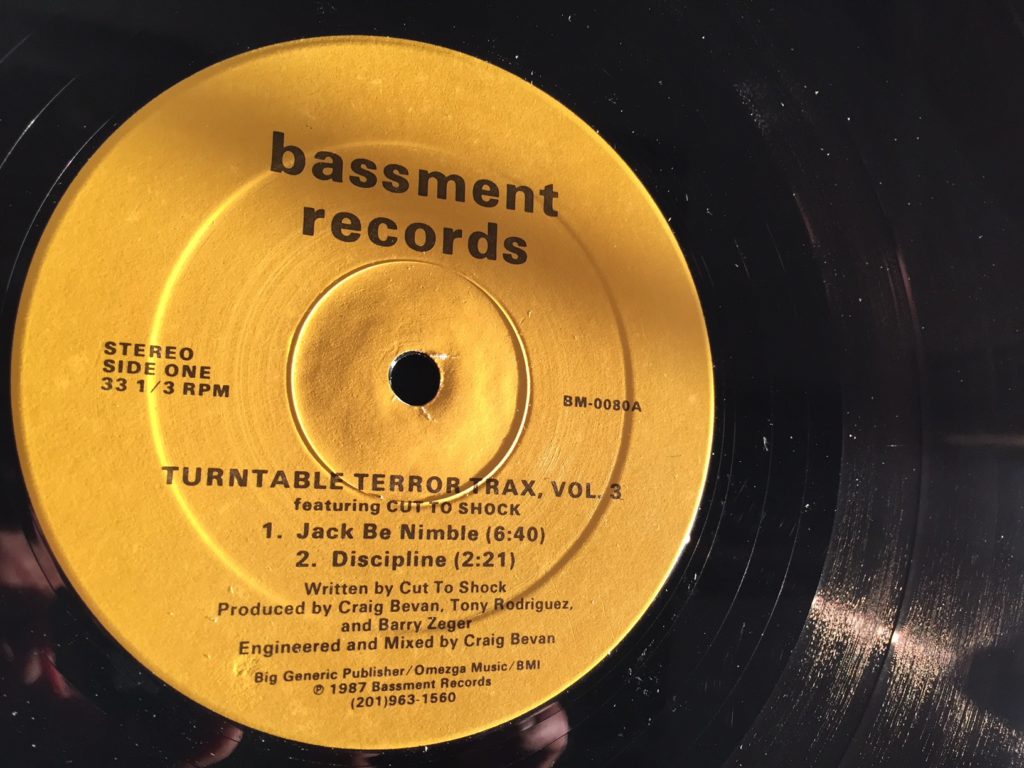 bassment
records
STEREO
SIDE ONE
33 1/3 RPM
BM-0080A
TURNTABLE TERROR TRAX, VOL. 3
featuring CUT TO SHOCK
1. Jack Be Nimble (6:40)
2. Discipline (2:21)
Written by Cut To Shock
Produced by Craig Bevan, Tony Rodriguez,
and Barry Zeger
Engineered and Mixed by Craig Bevan
Big Generic Publisher/Omezga Music/BMI
℗ 1987 Bassment Records
(201)963-1560